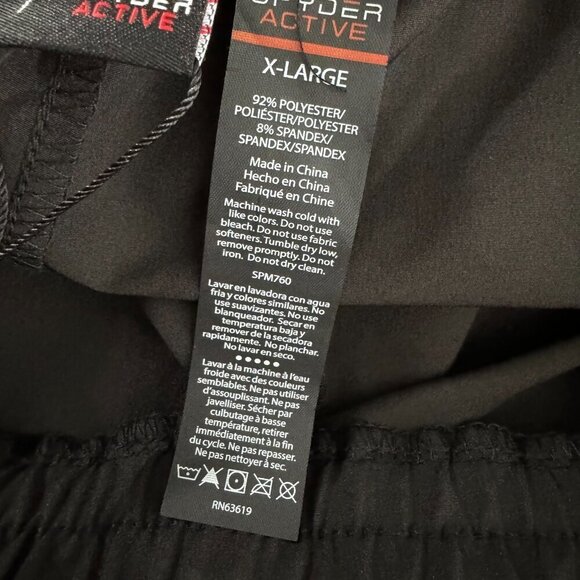 SPYDER
ACTIVE
ACTIVE
X-LARGE
92% POLYESTER/
POLIÉSTER/POLYESTER
8% SPANDEX/
SPANDEX/SPANDEX
Made in China
Hecho en China
Fabriqué en Chine
Machine wash cold with
like colors. Do not use
bleach. Do not use fabric
softeners. Tumble dry low,
remove promptly. Do not
iron. Do not dry clean.
SPM760
Lavar en lavadora con agua
fria y colores similares. No
use suavizantes. No use
blanqueador. Secar en
temperatura baja y
remover de la secadora
rapidamente. No planchar.
No lavar en seco.
Lavar à la machine à l'eau
froide avec des couleurs
semblables. Ne pas utiliser
d'assouplissant. Ne pas
javelliser. Sécher par
culbutage à basse
température, retirer
immédiatement à la fin
du cycle. Ne pas repasser.
Ne pas nettoyer à sec.
RN63619